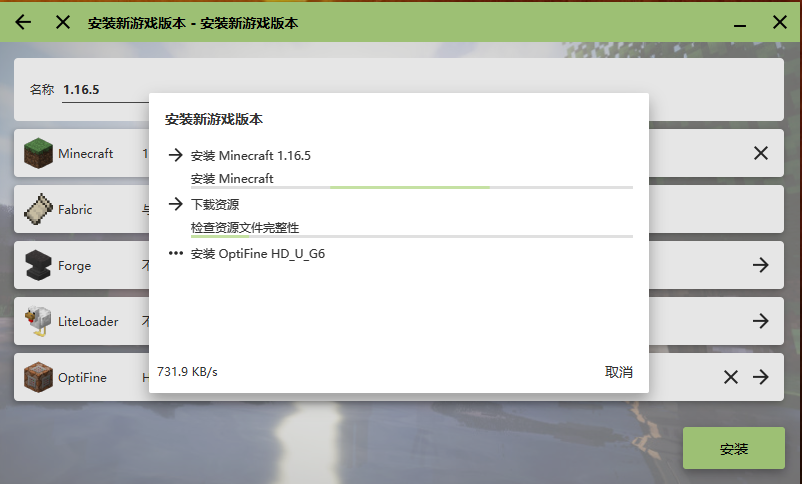 安装新游戏版本 - 安装新游戏版本
名称 1.16.5
安装新游戏版本
安装 Minecraft 1.16.5
安装 Minecraft
下载资源
检查资源文件完整性
安装 OptiFine HD_U_G6
731.9 KB/s 取消
Minecraft 1
Fabric 与
Forge 不
LiteLoader 不
OptiFine H
安装